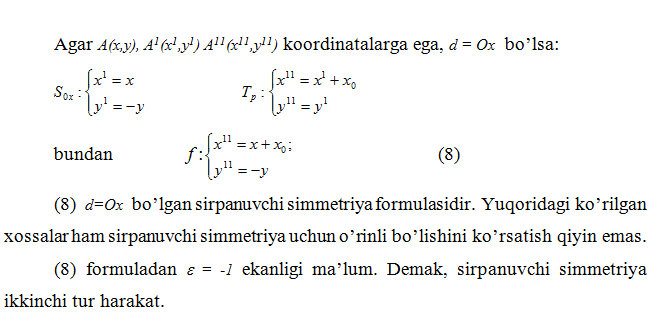 Agar A(x,y), A¹(x¹,y¹) A¹¹(x¹¹,y¹¹) koordinatalarga ega, d = Ox bo’lsa:
S₀ₓ : { x¹ = x   Tₚ : { x¹¹ = x¹ + x₀
y¹ = −y   y¹¹ = y¹
bundan   f : { x¹¹ = x + x₀;   (8)
y¹¹ = −y
(8) d=Ox bo’lgan sirpanuvchi simmetriya formulasidir. Yuqoridagi ko’rilgan
xossalar ham sirpanuvchi simmetriya uchun o’rinli bo’lishini ko’rsatish qiyin emas.
(8) formuladan ε = -1 ekanligi ma’lum. Demak, sirpanuvchi simmetriya
ikkinchi tur harakat.